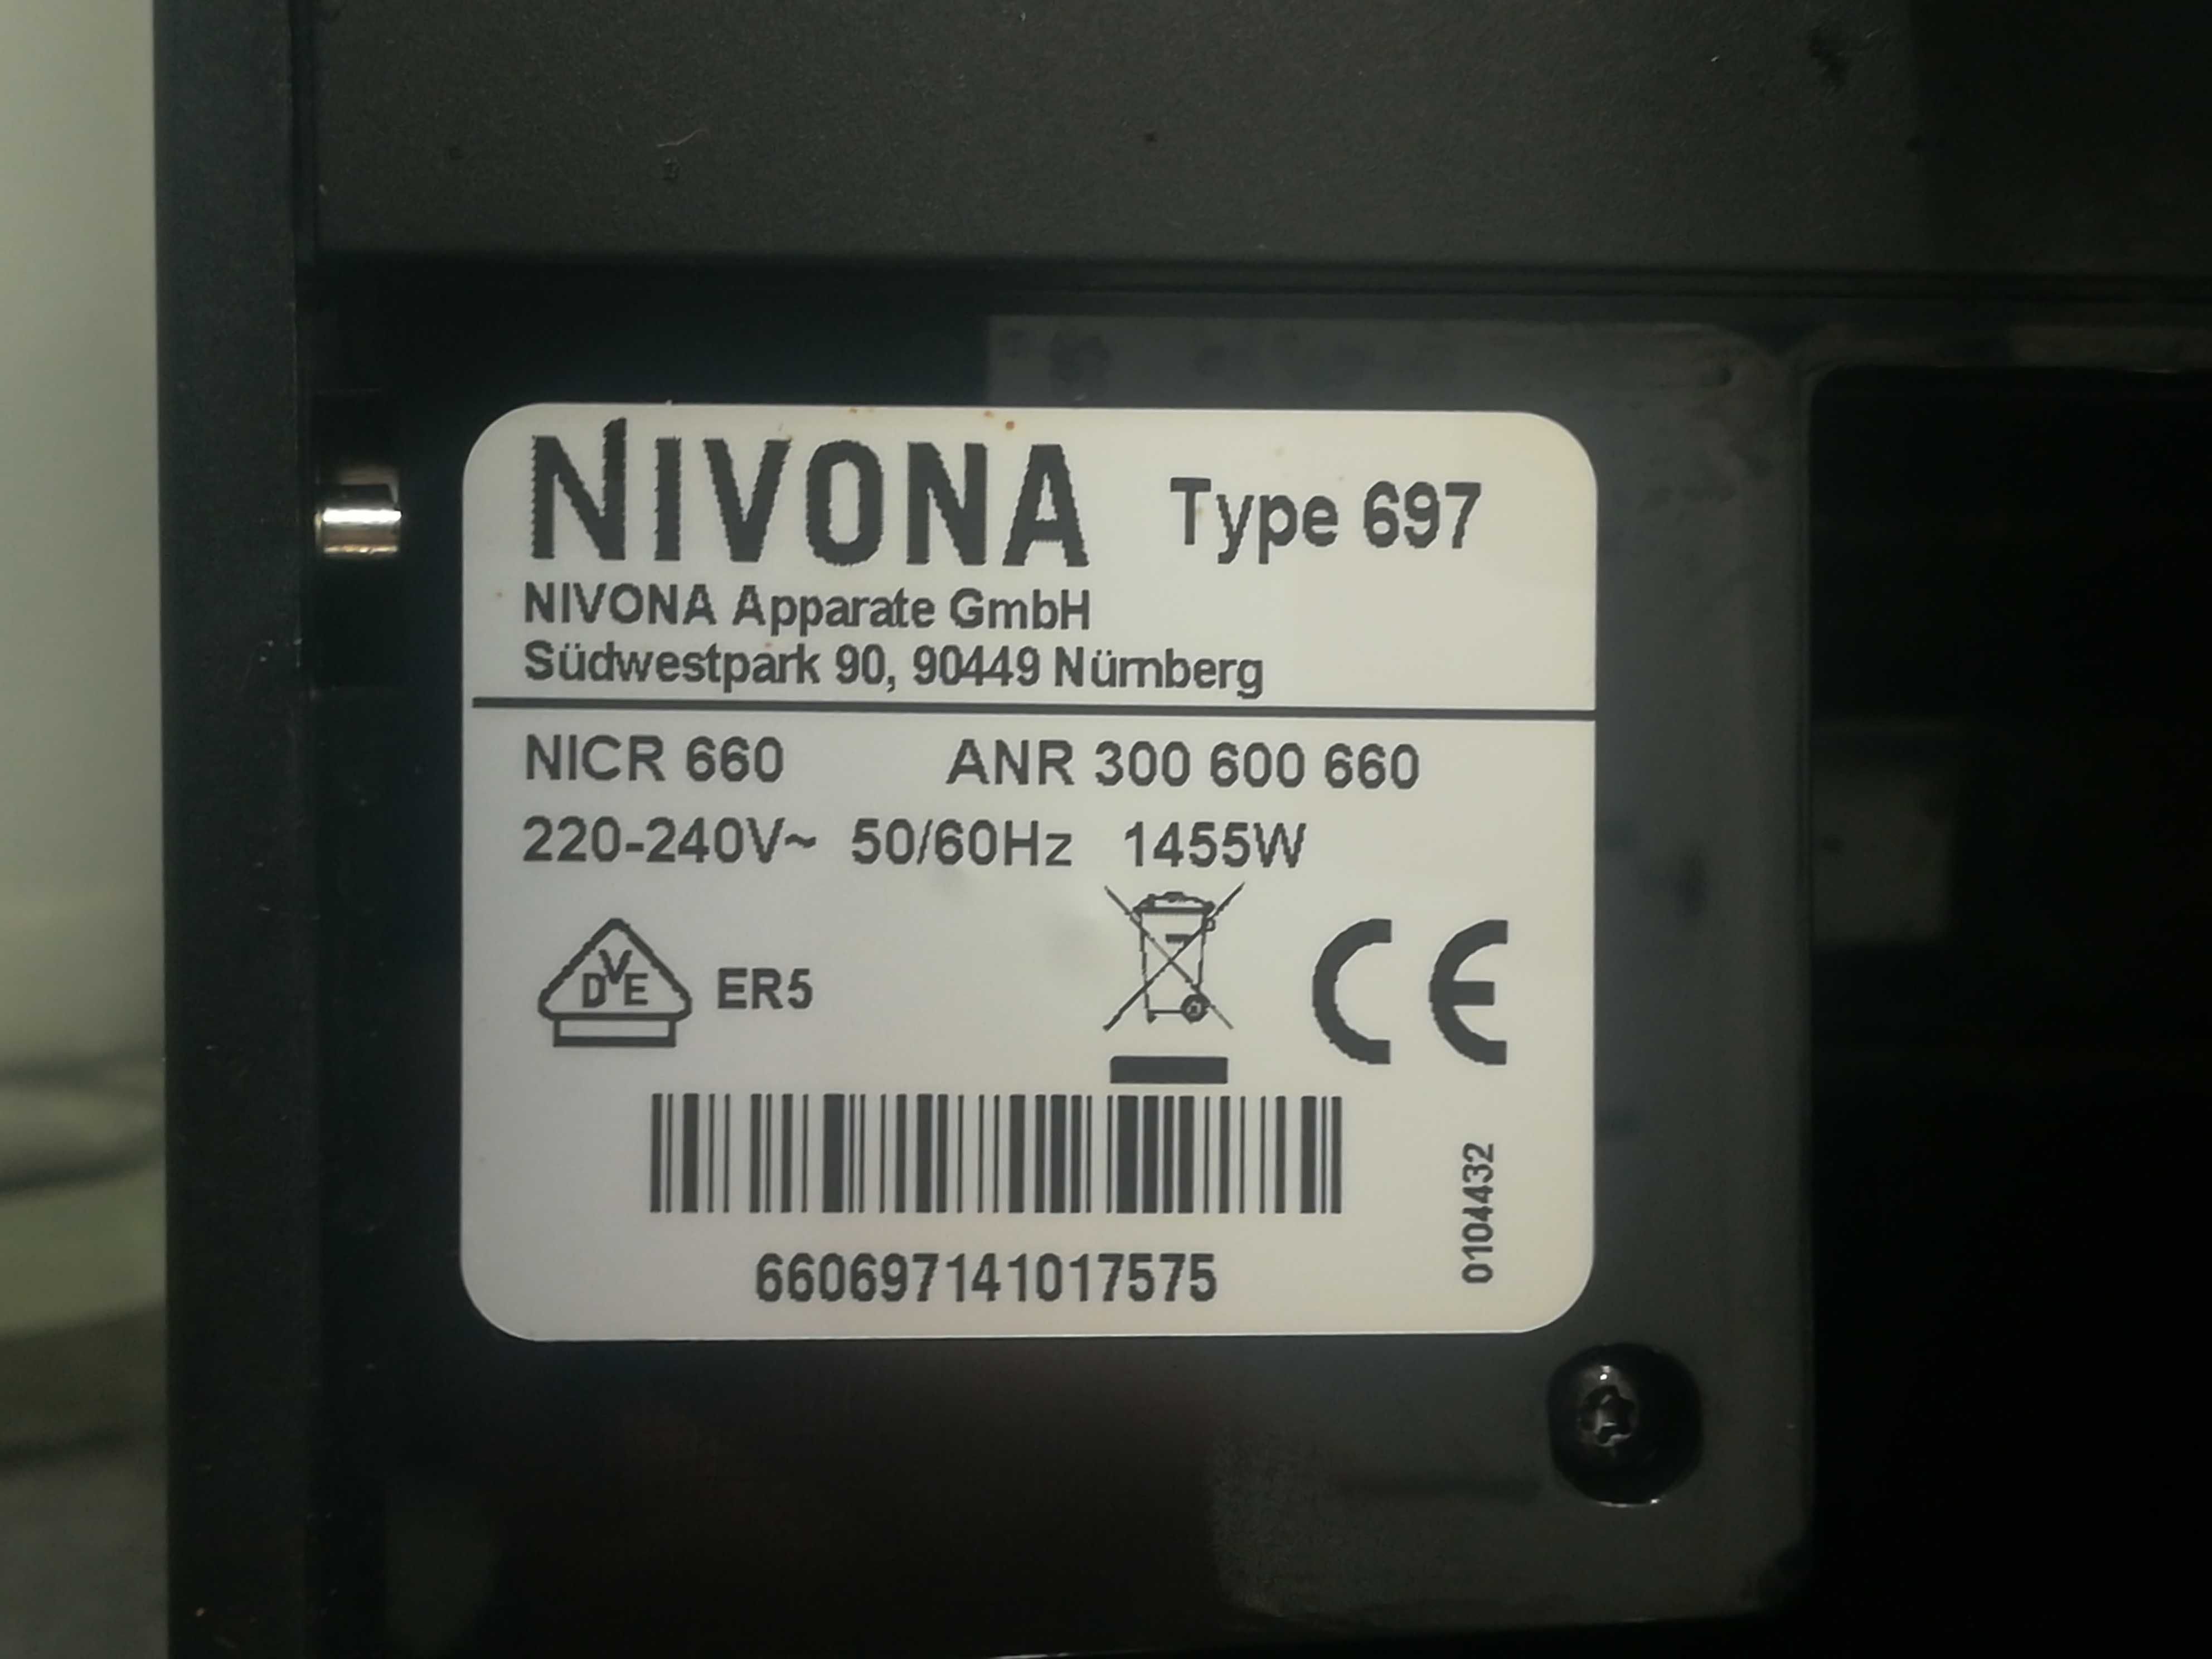 NIVONA Type 697
NIVONA Apparate GmbH
Südwestpark 90, 90449 Nürnberg
NICR 660 ANR 300 600 660
220-240V~ 50/60Hz 1455W
DVE ER5 CE
660697141017575
0104432